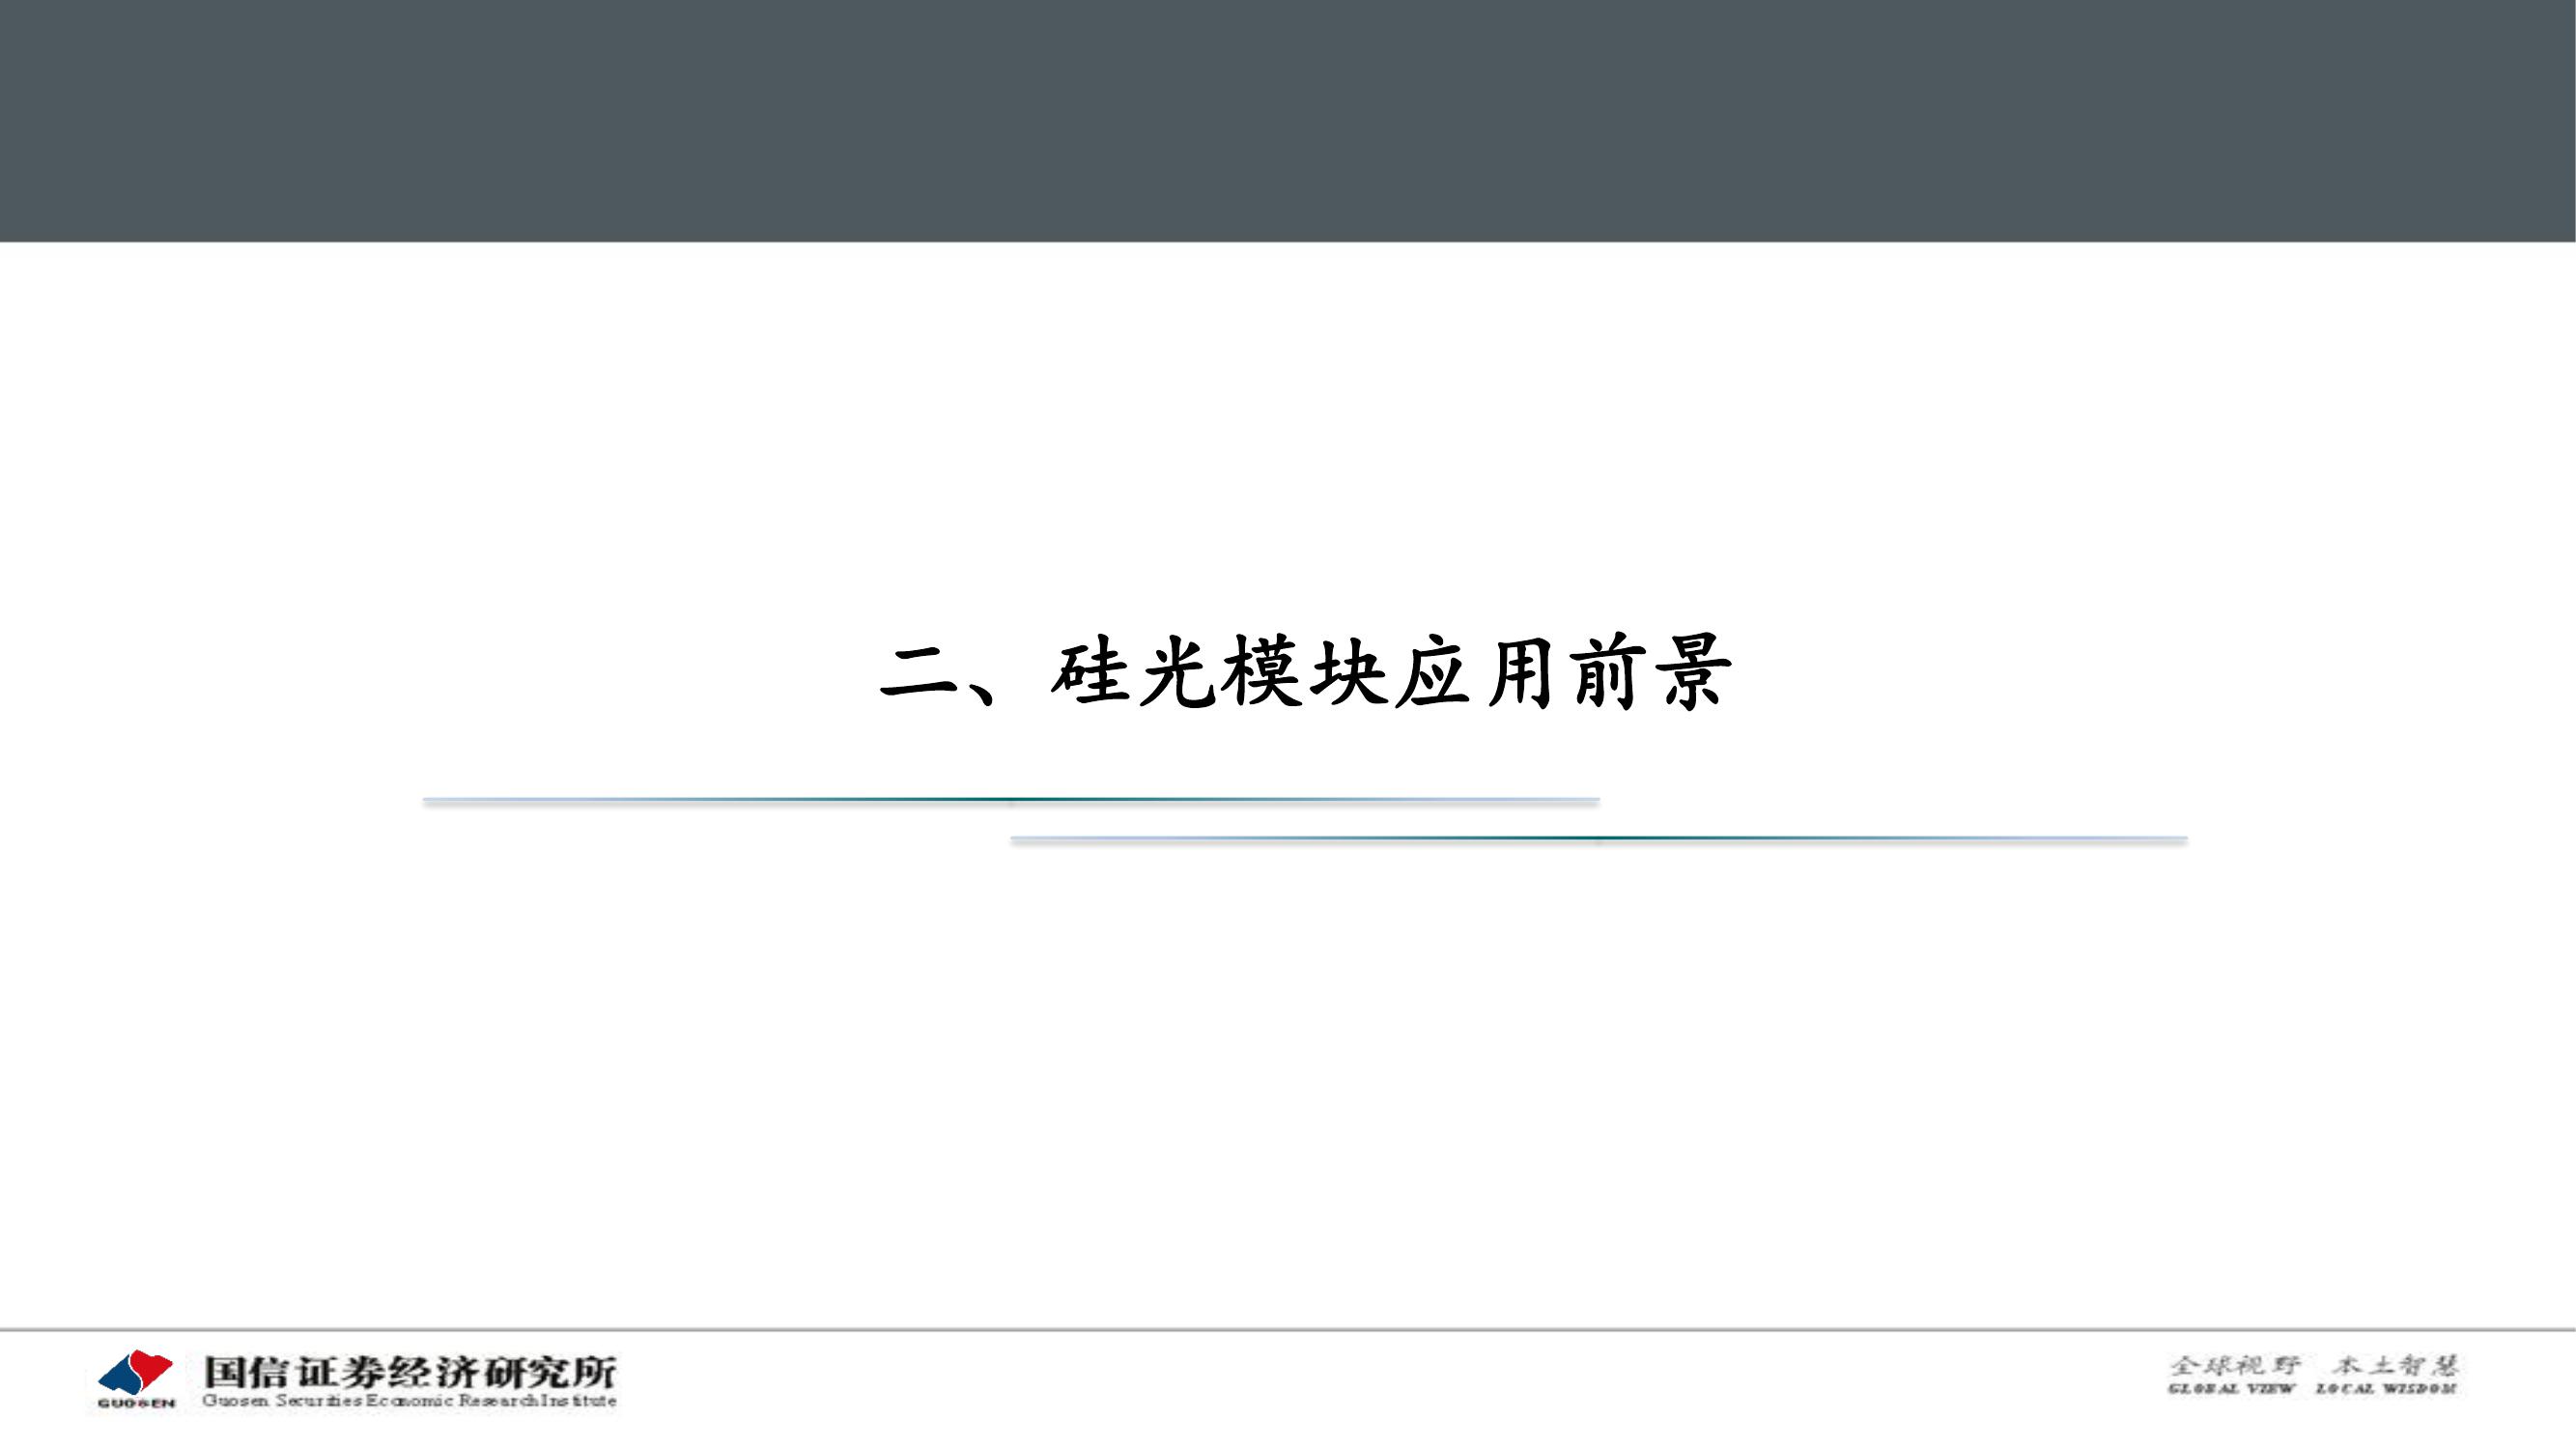 二、硅光模块应用前景
GUOSEN
国信证券经济研究所
Guosen Securities Economic Research Institute
全球视野 本土智慧
GLOBAL VIEW LOCAL WISDOM